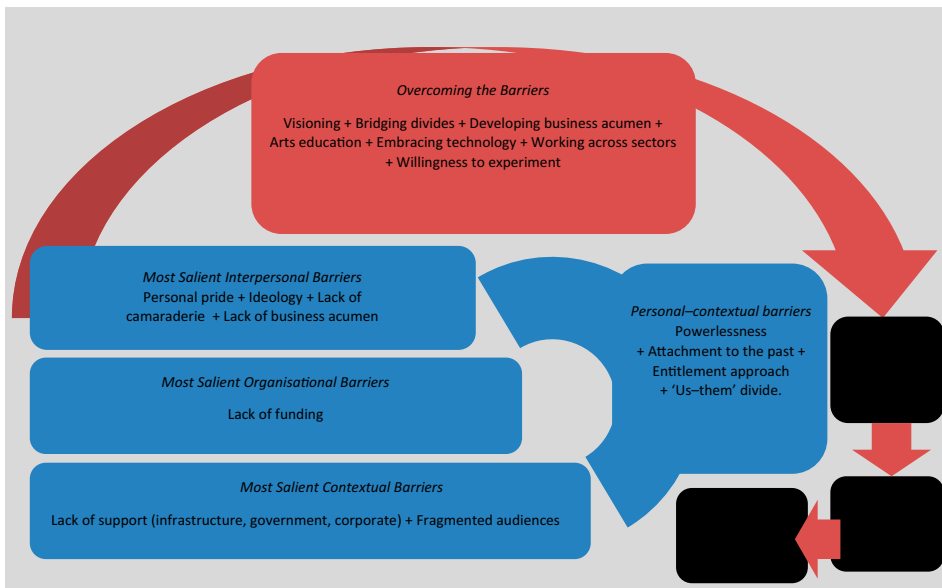 Overcoming the Barriers
Visioning + Bridging divides + Developing business acumen +
Arts education + Embracing technology + Working across sectors
+ Willingness to experiment
Most Salient Interpersonal Barriers
Personal pride + Ideology + Lack of
camaraderie + Lack of business acumen
Personal–contextual barriers
Powerlessness
+ Attachment to the past +
Entitlement approach
+ ‘Us–them’ divide.
Most Salient Organisational Barriers
Lack of funding
Most Salient Contextual Barriers
Lack of support (infrastructure, government, corporate) + Fragmented audiences